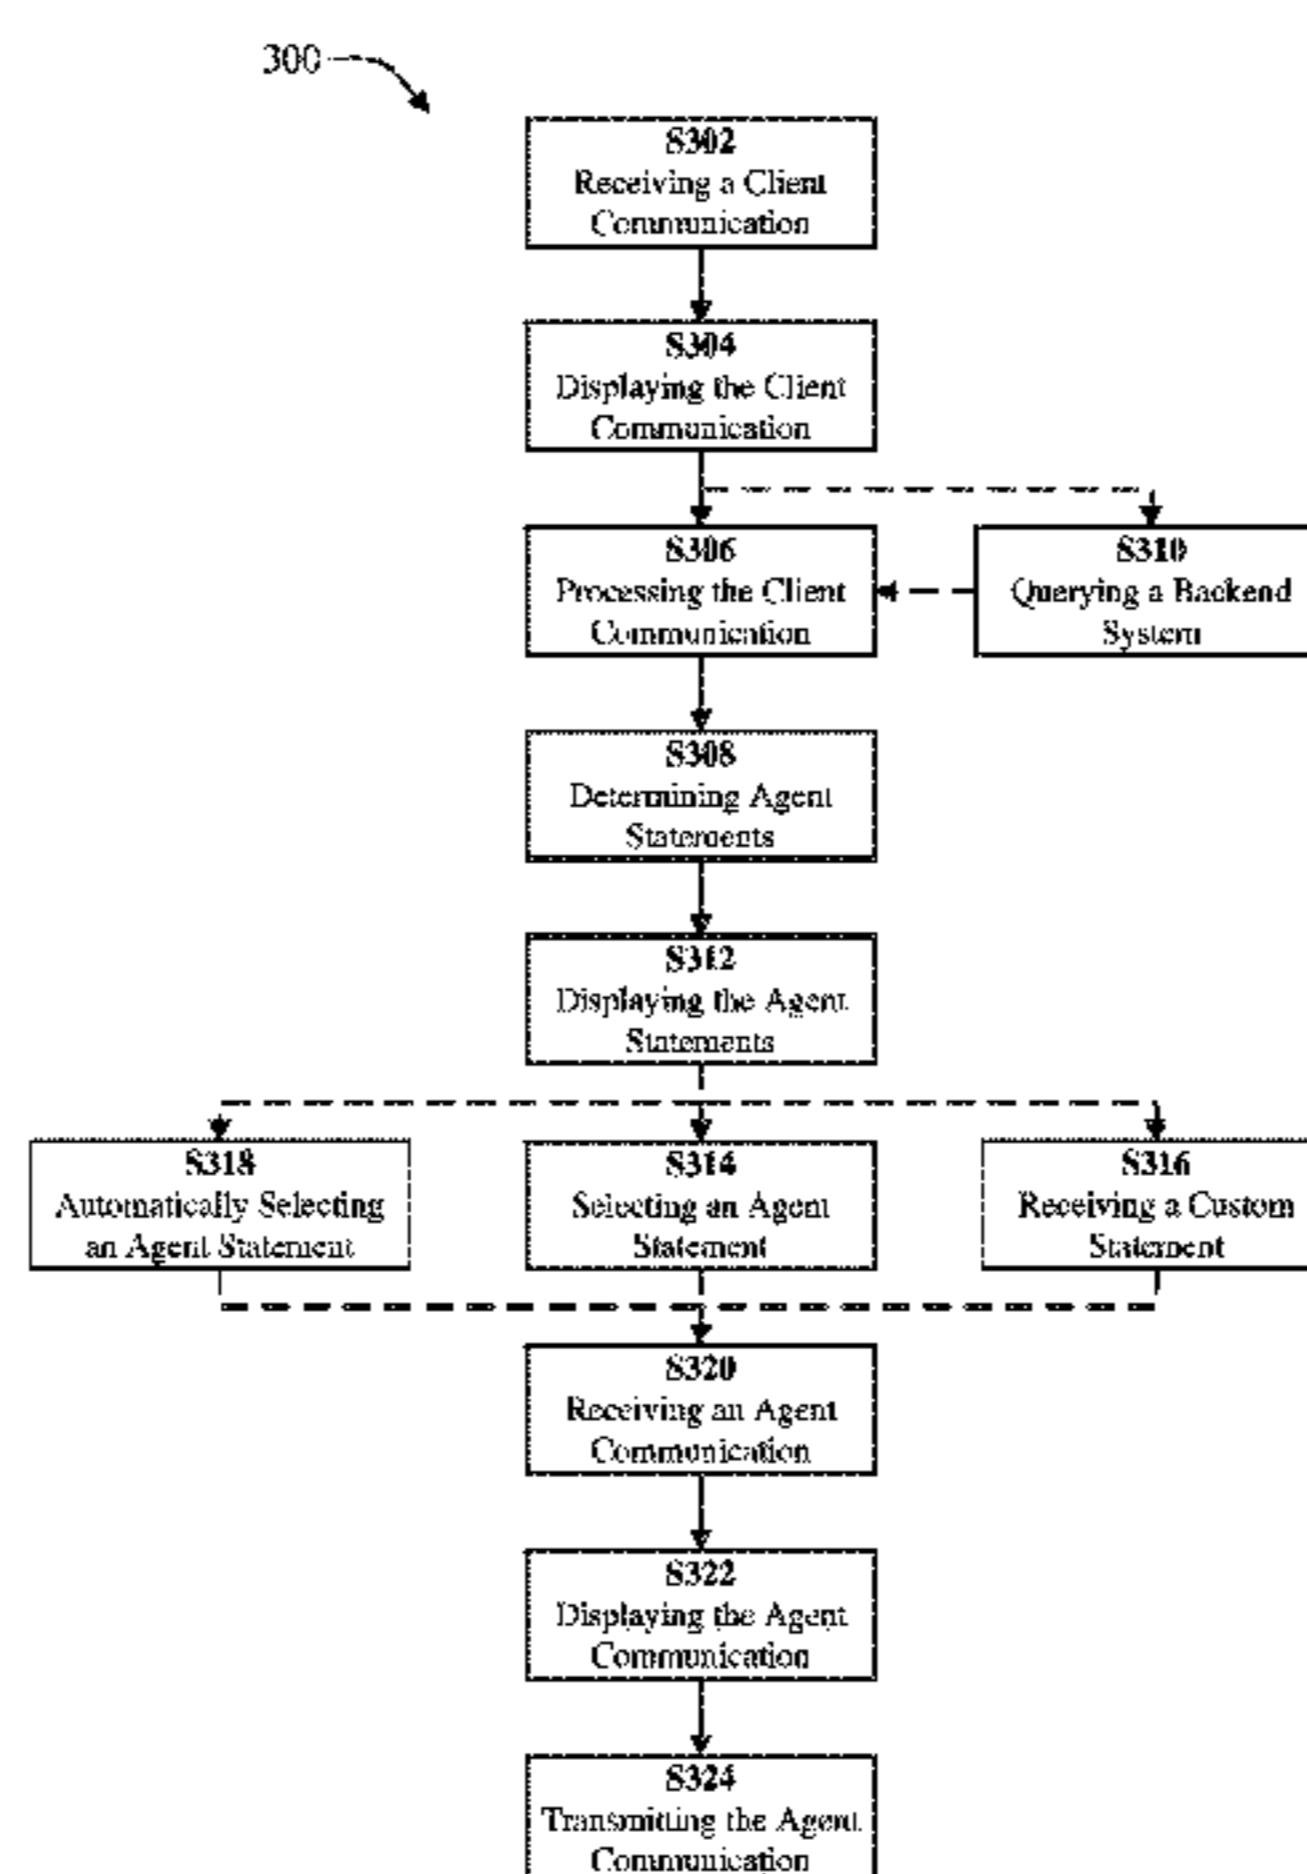 300
S302
Receiving a Client
Communication
S304
Displaying the Client
Communication
S306
Processing the Client
Communication
S310
Querying a Backend
System
S308
Determining Agent
Statements
S312
Displaying the Agent
Statements
S318
Automatically Selecting
an Agent Statement
S314
Selecting an Agent
Statement
S316
Receiving a Custom
Statement
S320
Receiving an Agent
Communication
S322
Displaying the Agent
Communication
S324
Transmitting the Agent
Communication